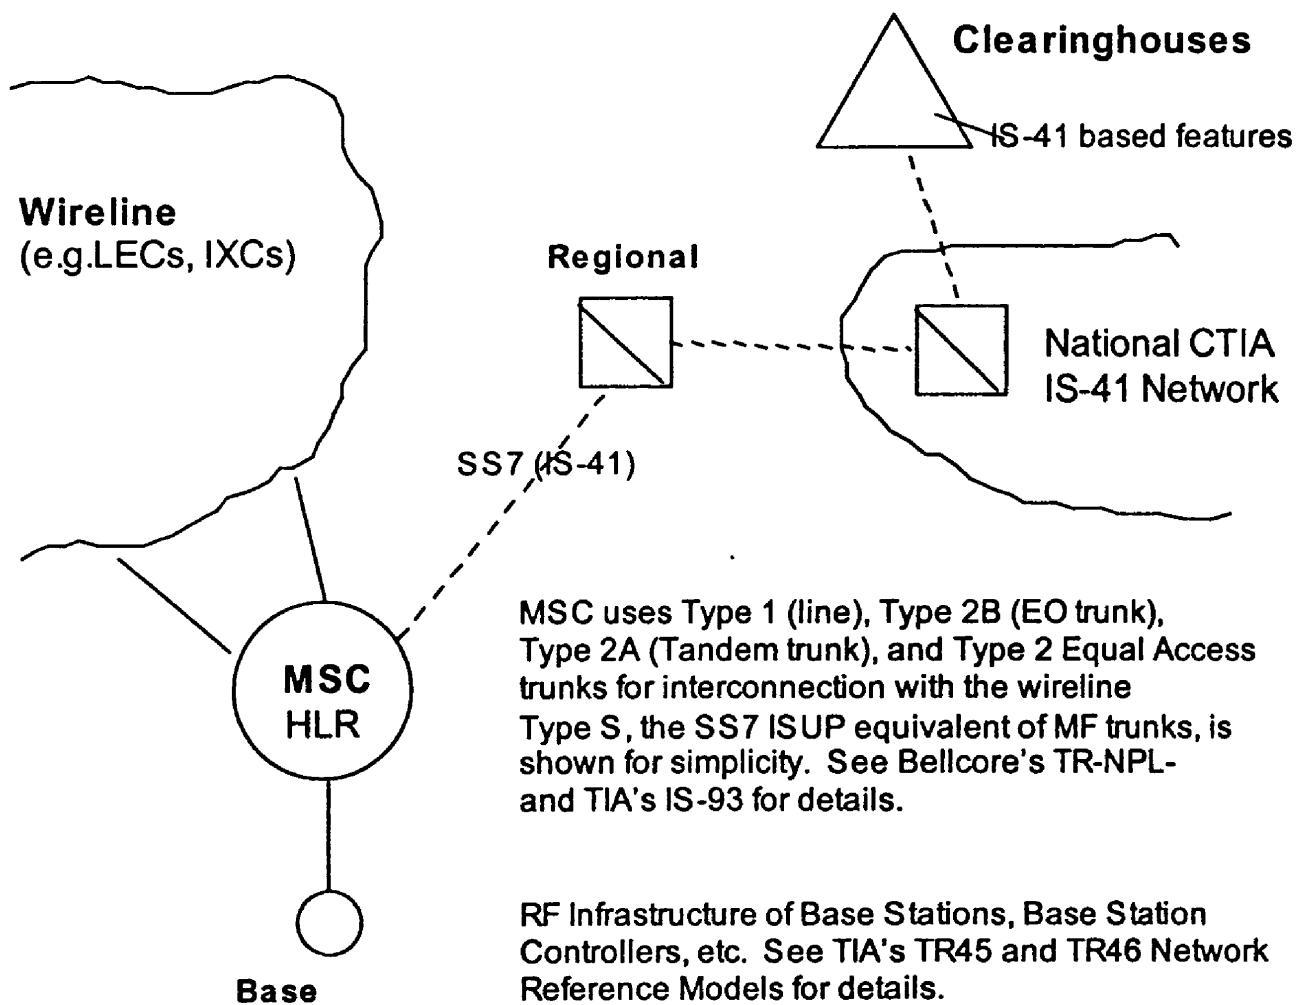 Clearinghouses
IS-41 based features
Wireline
(e.g.LECs, IXCs)
Regional
National CTIA
IS-41 Network
SS7 (IS-41)
MSC
HLR
MSC uses Type 1 (line), Type 2B (EO trunk),
Type 2A (Tandem trunk), and Type 2 Equal Access
trunks for interconnection with the wireline
Type S, the SS7 ISUP equivalent of MF trunks, is
shown for simplicity. See Bellcore's TR-NPL-
and TIA's IS-93 for details.
RF Infrastructure of Base Stations, Base Station
Controllers, etc. See TIA's TR45 and TR46 Network
Reference Models for details.
Base